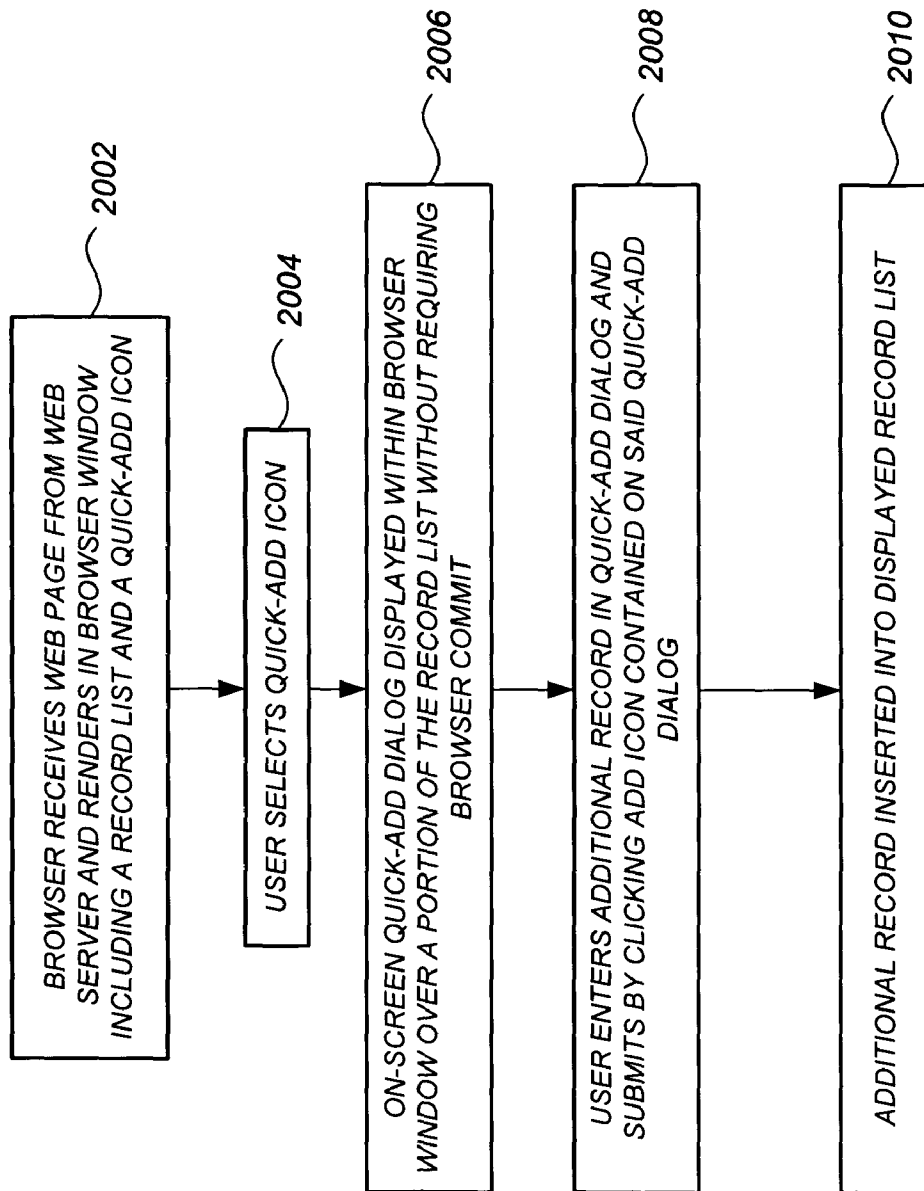 BROWSER RECEIVES WEB PAGE FROM WEB
SERVER AND RENDERS IN BROWSER WINDOW
INCLUDING A RECORD LIST AND A QUICK-ADD ICON
2002
USER SELECTS QUICK-ADD ICON
2004
ON-SCREEN QUICK-ADD DIALOG DISPLAYED WITHIN BROWSER
WINDOW OVER A PORTION OF THE RECORD LIST WITHOUT REQUIRING
BROWSER COMMIT
2006
USER ENTERS ADDITIONAL RECORD IN QUICK-ADD DIALOG AND
SUBMITS BY CLICKING ADD ICON CONTAINED ON SAID QUICK-ADD
DIALOG
2008
ADDITIONAL RECORD INSERTED INTO DISPLAYED RECORD LIST
2010